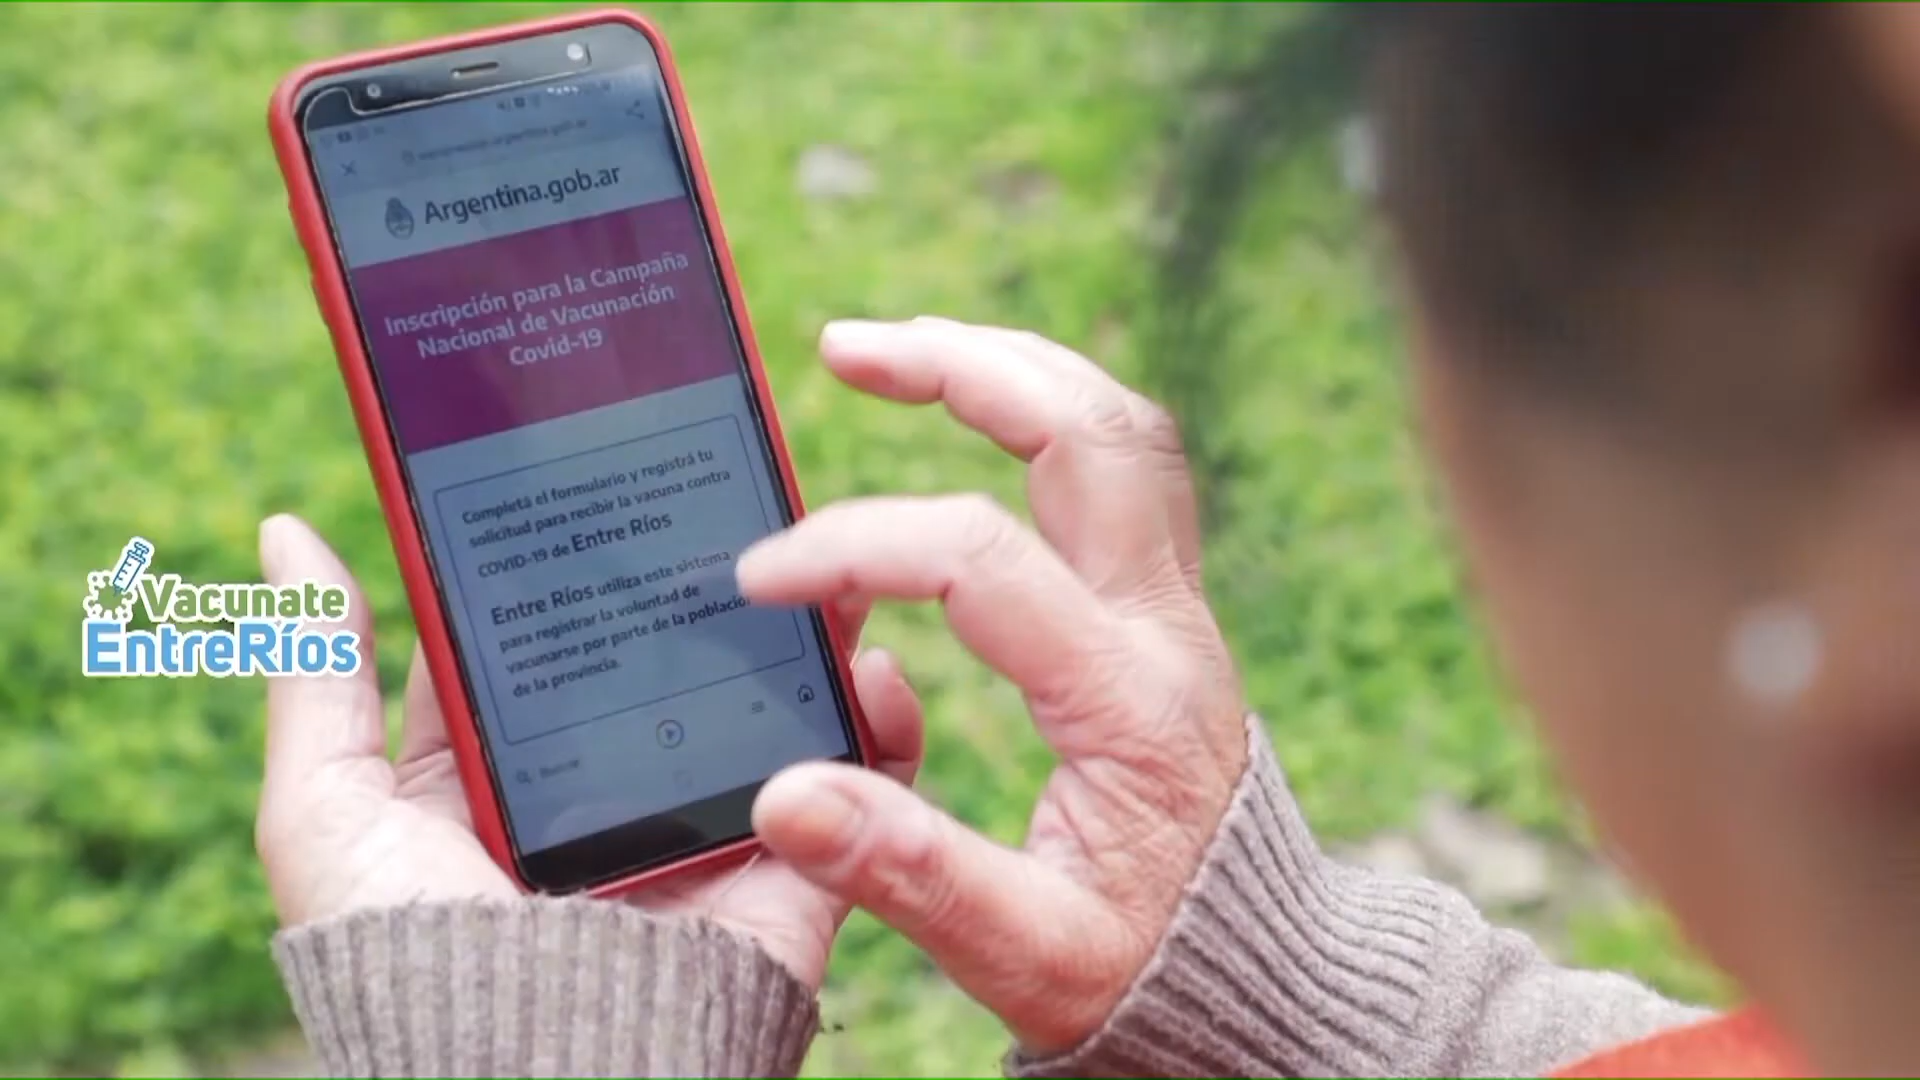 Argentina.gob.ar
Inscripción para la Campaña
Nacional de Vacunación
Covid-19
Completá el formulario y registrá tu
solicitud para recibir la vacuna contra
COVID-19 de Entre Ríos
Entre Ríos utiliza este sistema
para registrar la voluntad de
vacunarse por parte de la población
de la provincia.
Buscar
Vacunate
EntreRíos